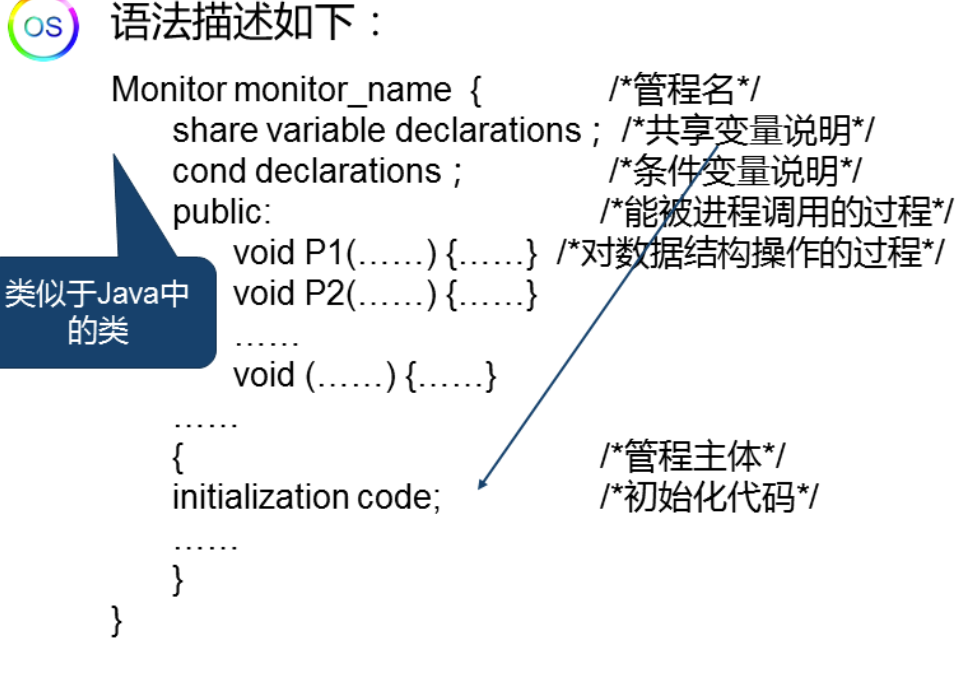 OS
语法描述如下：
Monitor monitor_name { /*管程名*/
share variable declarations； /*共享变量说明*/
cond declarations； /*条件变量说明*/
public: /*能被进程调用的过程*/
void P1(……) {……} /*对数据结构操作的过程*/
void P2(……) {……}
……
void (……) {……}
……
{ /*管程主体*/
initialization code; /*初始化代码*/
……
}
}
类似于Java中
的类